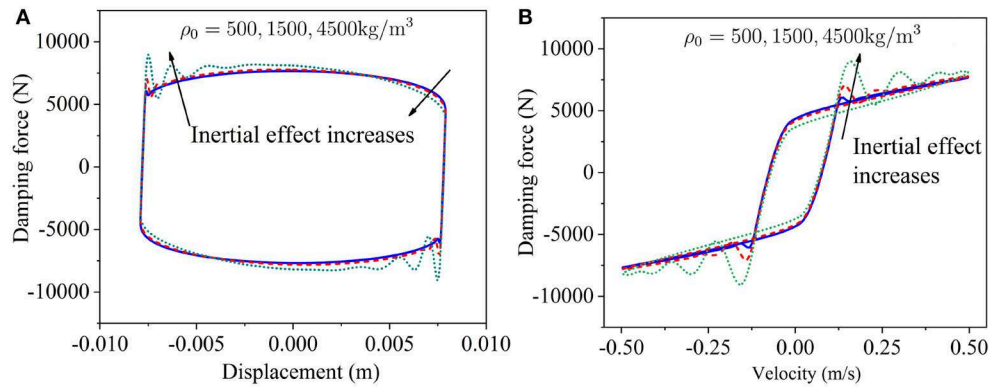 A
ρ₀ = 500, 1500, 4500kg/m³
10000
5000
0
-5000
-10000
Damping force (N)
Inertial effect increases
-0.010
-0.005
0.000
0.005
0.010
Displacement (m)
B
ρ₀ = 500, 1500, 4500kg/m³
10000
5000
0
-5000
-10000
Damping force (N)
Inertial effect
increases
-0.50
-0.25
0.00
0.25
0.50
Velocity (m/s)